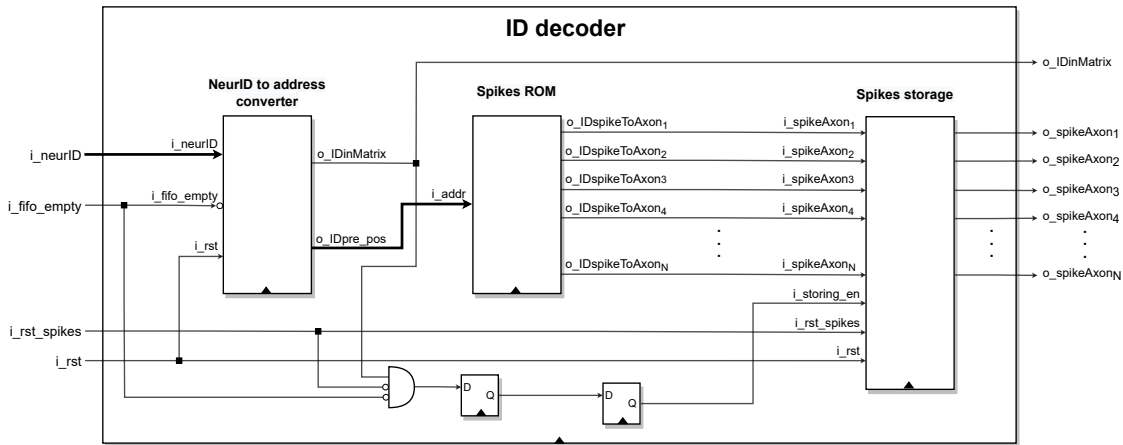 ID decoder
o_IDinMatrix
NeurID to address
converter
Spikes ROM
Spikes storage
i_neurID
i_neurID
o_IDinMatrix
i_fifo_empty
i_fifo_empty
i_addr
o_IDpre_pos
i_rst
o_IDspikeToAxon1
i_spikeAxon1
o_spikeAxon1
o_IDspikeToAxon2
i_spikeAxon2
o_spikeAxon2
o_IDspikeToAxon3
i_spikeAxon3
o_spikeAxon3
o_IDspikeToAxon4
i_spikeAxon4
o_spikeAxon4
o_IDspikeToAxonN
i_spikeAxonN
o_spikeAxonN
i_storing_en
i_rst_spikes
i_rst_spikes
i_rst
i_rst
D
Q
D
Q